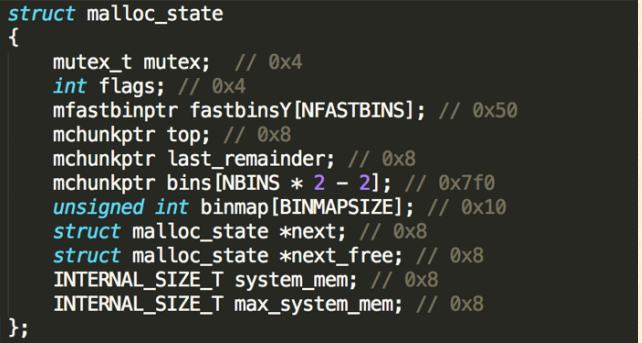 struct malloc_state
{
    mutex_t mutex;  // 0x4
    int flags; // 0x4
    mfastbinptr fastbinsY[NFASTBINS]; // 0x50
    mchunkptr top; // 0x8
    mchunkptr last_remainder; // 0x8
    mchunkptr bins[NBINS * 2 - 2]; // 0x7f0
    unsigned int binmap[BINMAPSIZE]; // 0x10
    struct malloc_state *next; // 0x8
    struct malloc_state *next_free; // 0x8
    INTERNAL_SIZE_T system_mem; // 0x8
    INTERNAL_SIZE_T max_system_mem; // 0x8
};